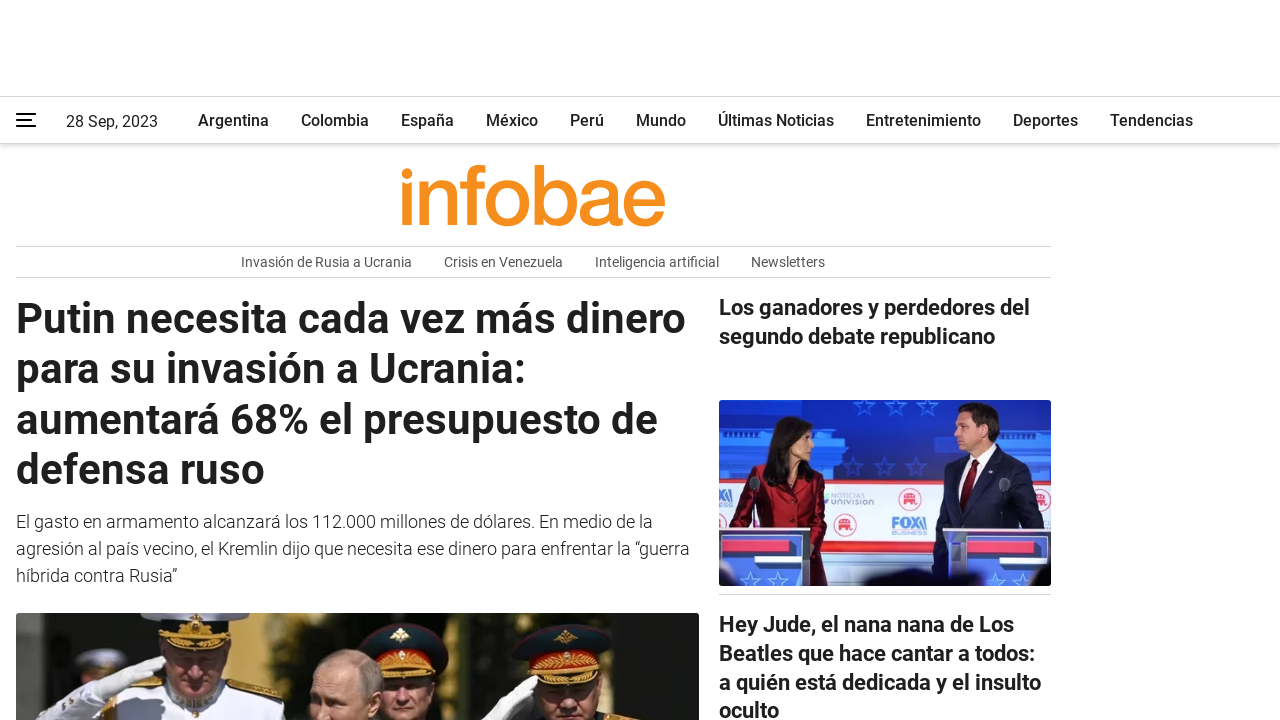 28 Sep, 2023
Argentina
Colombia
España
México
Perú
Mundo
Últimas Noticias
Entretenimiento
Deportes
Tendencias
infobae
Invasión de Rusia a Ucrania
Crisis en Venezuela
Inteligencia artificial
Newsletters
Putin necesita cada vez más dinero
para su invasión a Ucrania:
aumentará 68% el presupuesto de
defensa ruso
El gasto en armamento alcanzará los 112.000 millones de dólares. En medio de la
agresión al país vecino, el Kremlin dijo que necesita ese dinero para enfrentar la “guerra
híbrida contra Rusia”
Los ganadores y perdedores del
segundo debate republicano
NOTICIAS
univision
FOX
BUSINESS
Hey Jude, el nana nana de Los
Beatles que hace cantar a todos:
a quién está dedicada y el insulto
oculto